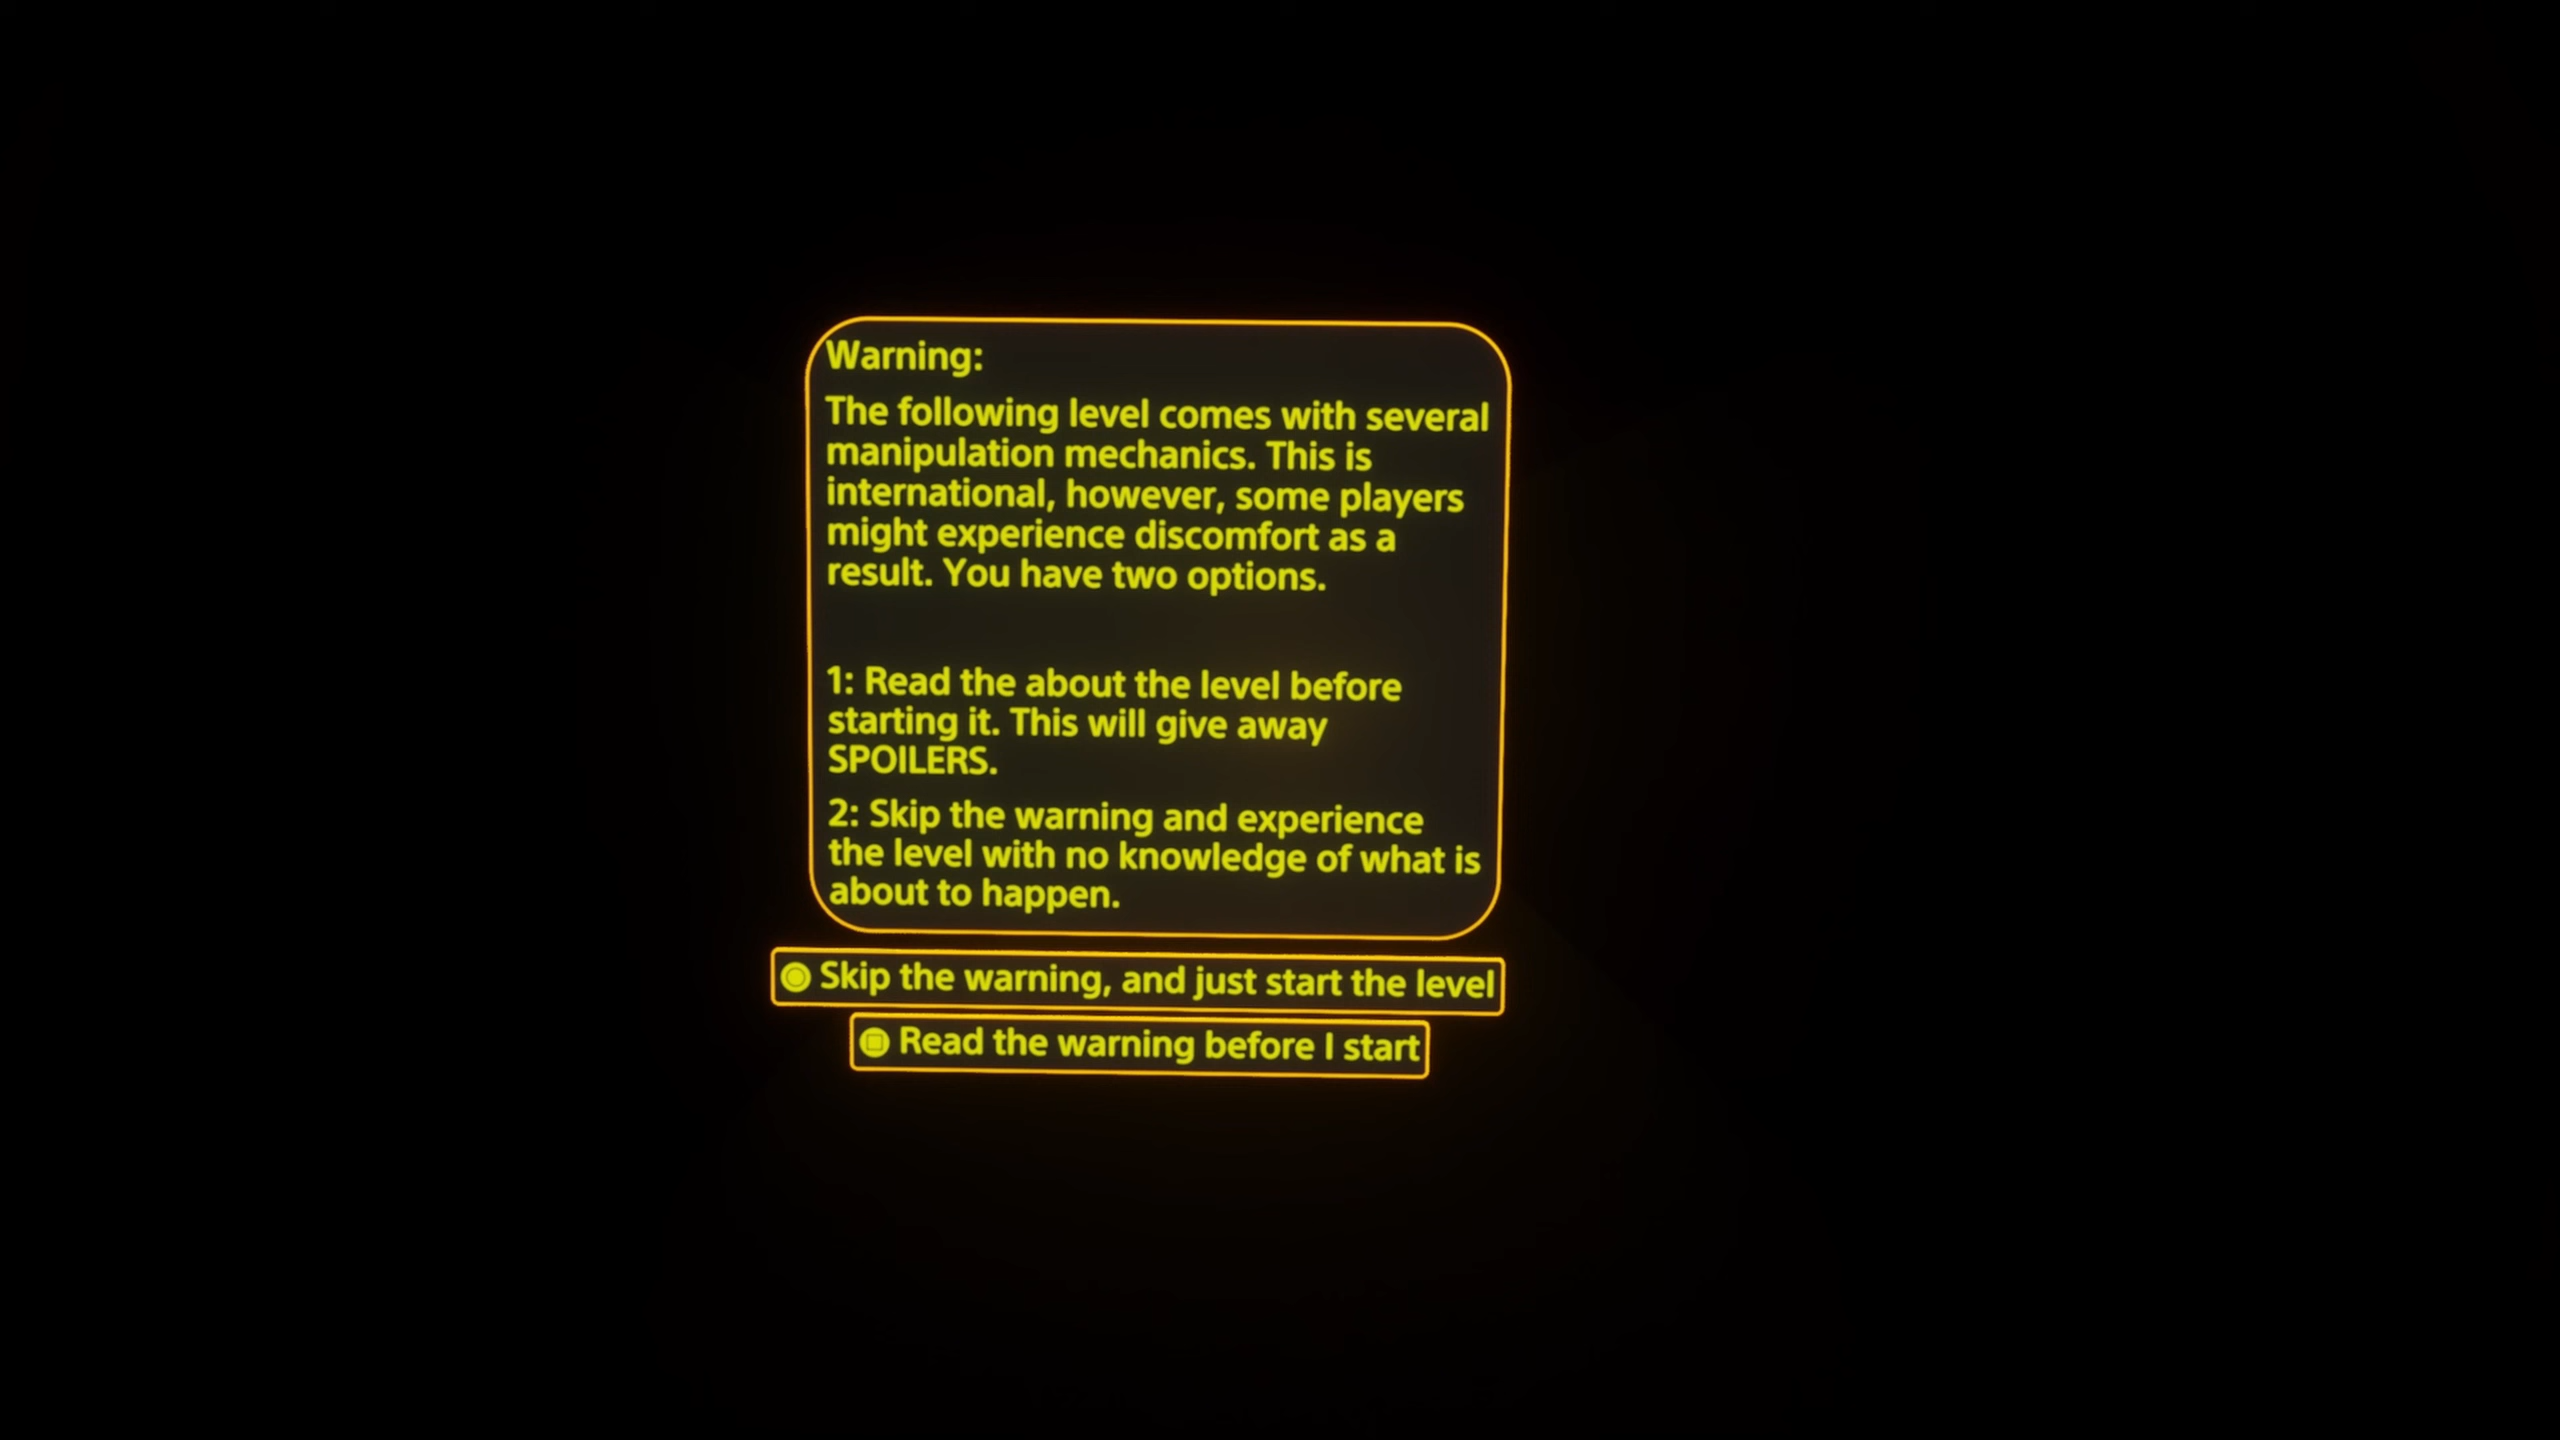 Warning:
The following level comes with several
manipulation mechanics. This is
international, however, some players
might experience discomfort as a
result. You have two options.
1: Read the about the level before
starting it. This will give away
SPOILERS.
2: Skip the warning and experience
the level with no knowledge of what is
about to happen.
Skip the warning, and just start the level
Read the warning before I start